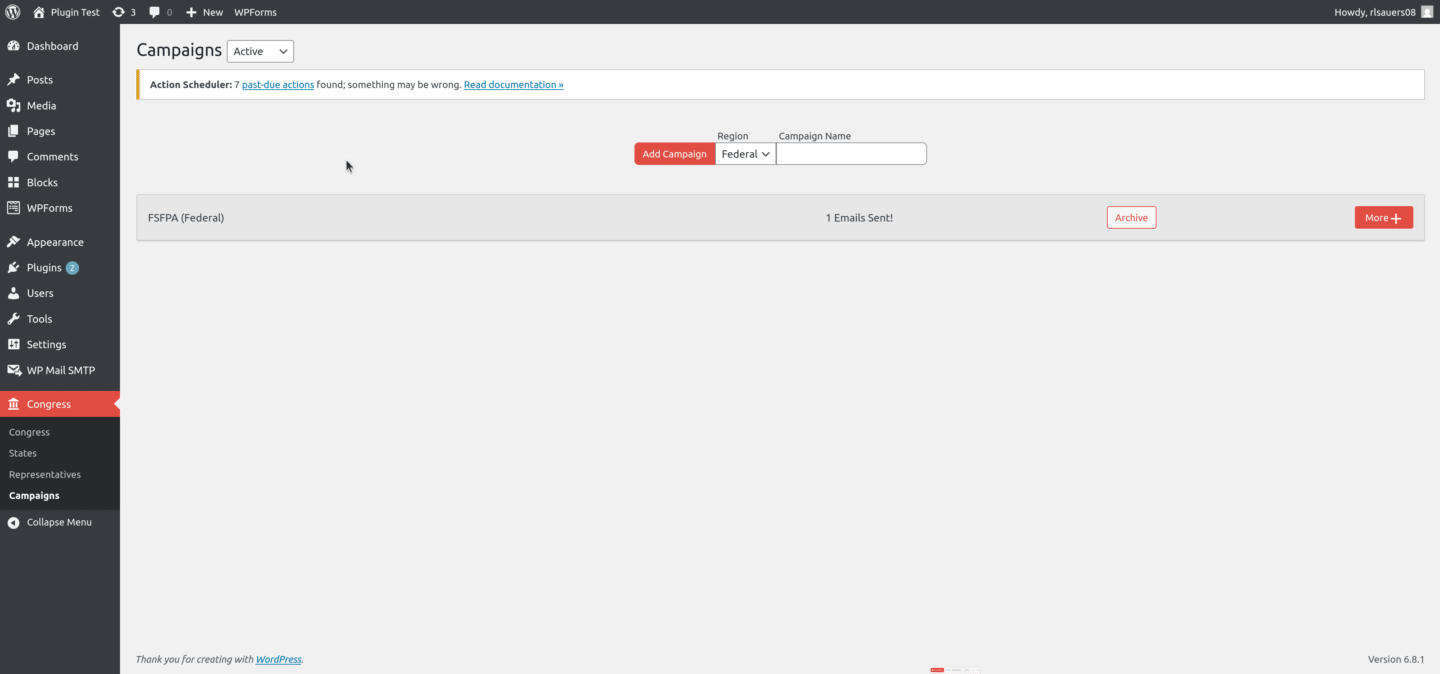 Plugin Test 3 0 New WPForms Howdy, rlsauers08
Dashboard
Posts
Media
Pages
Comments
Blocks
WPForms
Appearance
Plugins 2
Users
Tools
Settings
WP Mail SMTP
Congress
Congress
States
Representatives
Campaigns
Collapse Menu
Campaigns Active
Action Scheduler: 7 past-due actions found; something may be wrong. Read documentation »
Region Campaign Name
Add Campaign Federal
FSFPA (Federal) 1 Emails Sent! Archive More
Thank you for creating with WordPress. Version 6.8.1